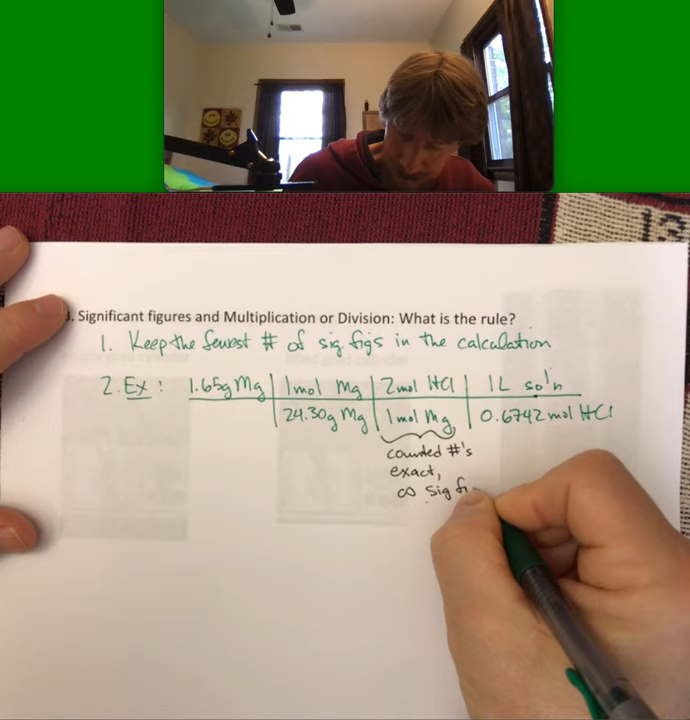 3. Significant figures and Multiplication or Division: What is the rule?
1. Keep the fewest # of sig figs in the calculation
2. Ex: 1.65g Mg | 1mol Mg | 2mol HCl | 1L sol'n
24.30g Mg | 1mol Mg | 0.6742 mol HCl
counted #'s
exact,
∞ sig fi